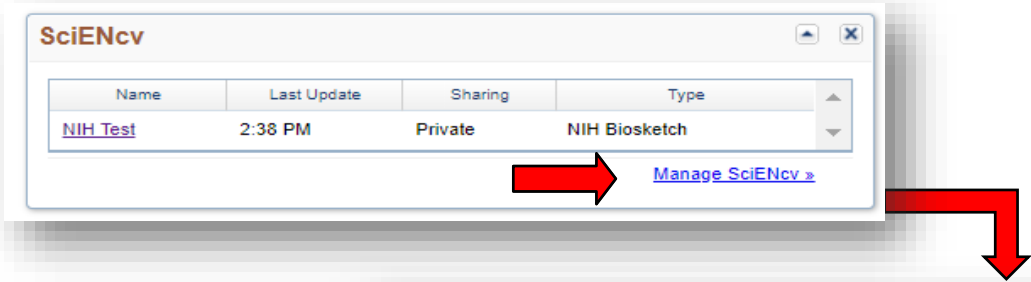 SciENcv
Name Last Update Sharing Type
NIH Test 2:38 PM Private NIH Biosketch
Manage SciENcv »